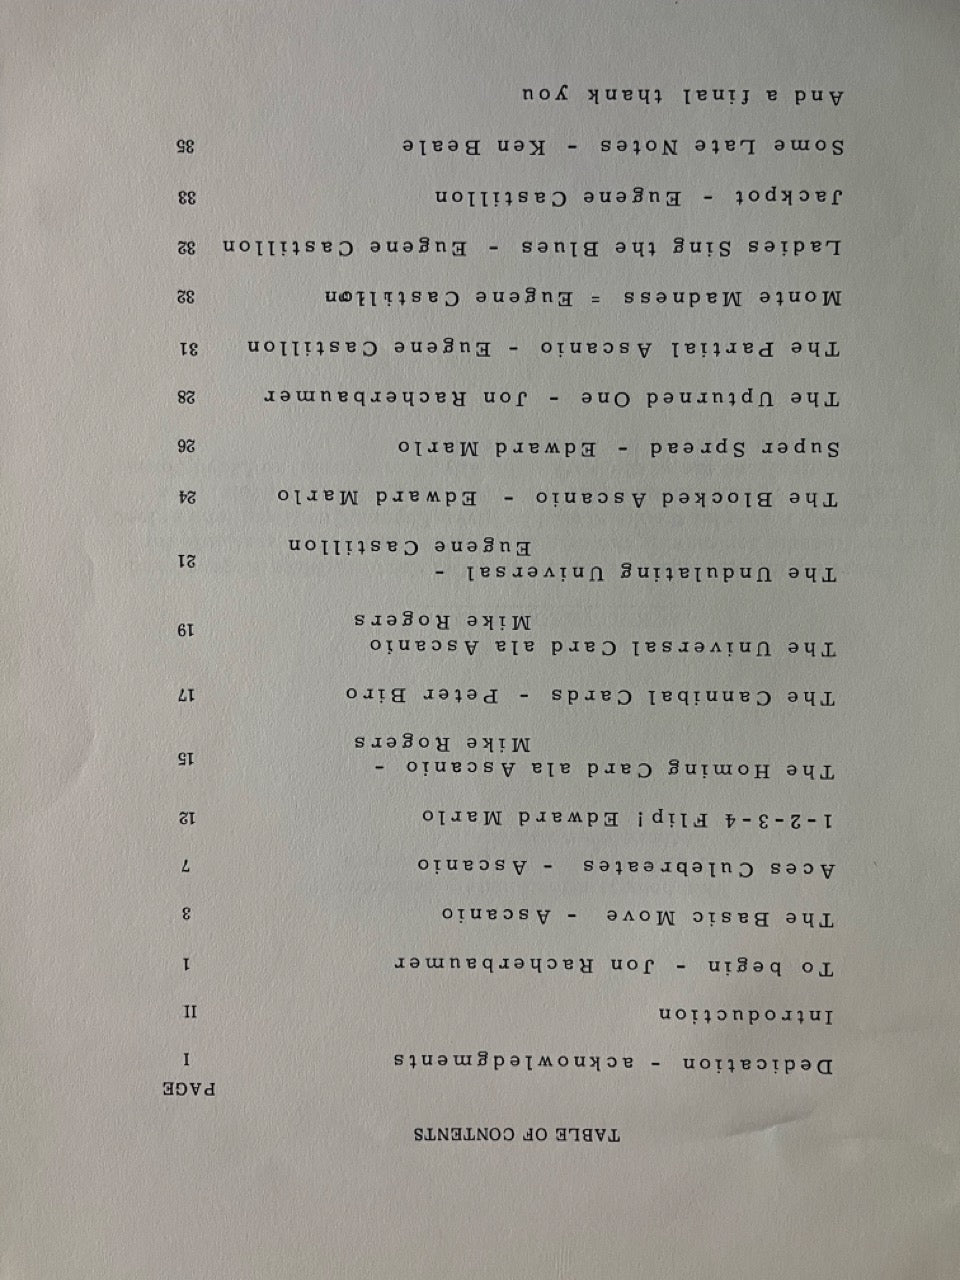 TABLE OF CONTENTS
PAGE
Dedication - acknowledgments I
Introduction II
To begin - Jon Racherbaumer 1
The Basic Move - Ascanio 3
Aces Culebreates - Ascanio 7
1-2-3-4 Flip! Edward Marlo 12
The Homing Card ala Ascanio -
Mike Rogers 15
The Cannibal Cards - Peter Biro 17
The Universal Card ala Ascanio
Mike Rogers 19
The Undulating Universal -
Eugene Castillon 21
The Blocked Ascanio - Edward Marlo 24
Super Spread - Edward Marlo 26
The Upturned One - Jon Racherbaumer 28
The Partial Ascanio - Eugene Castillon 31
Monte Madness = Eugene Castillon 32
Ladies Sing the Blues - Eugene Castillon 32
Jackpot - Eugene Castillon 33
Some Late Notes - Ken Beale 35
And a final thank you